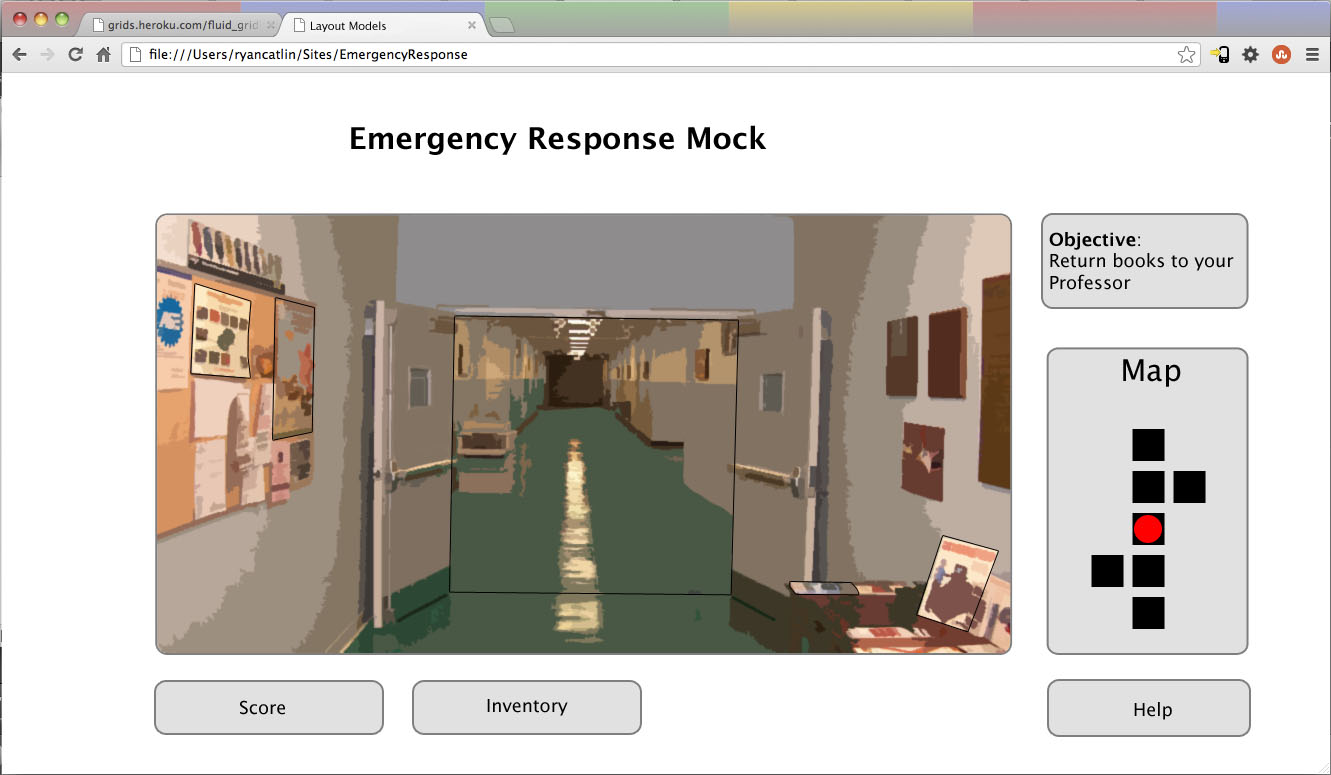 grids.heroku.com/fluid_grid
Layout Models
file:///Users/ryancatlin/Sites/EmergencyResponse
Emergency Response Mock
Objective:
Return books to your
Professor
Map
Score
Inventory
Help